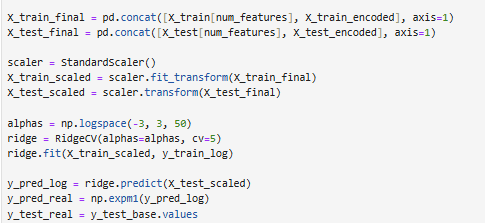 X_train_final = pd.concat([X_train[num_features], X_train_encoded], axis=1)
X_test_final = pd.concat([X_test[num_features], X_test_encoded], axis=1)
scaler = StandardScaler()
X_train_scaled = scaler.fit_transform(X_train_final)
X_test_scaled = scaler.transform(X_test_final)
alphas = np.logspace(-3, 3, 50)
ridge = RidgeCV(alphas=alphas, cv=5)
ridge.fit(X_train_scaled, y_train_log)
y_pred_log = ridge.predict(X_test_scaled)
y_pred_real = np.expm1(y_pred_log)
y_test_real = y_test_base.values